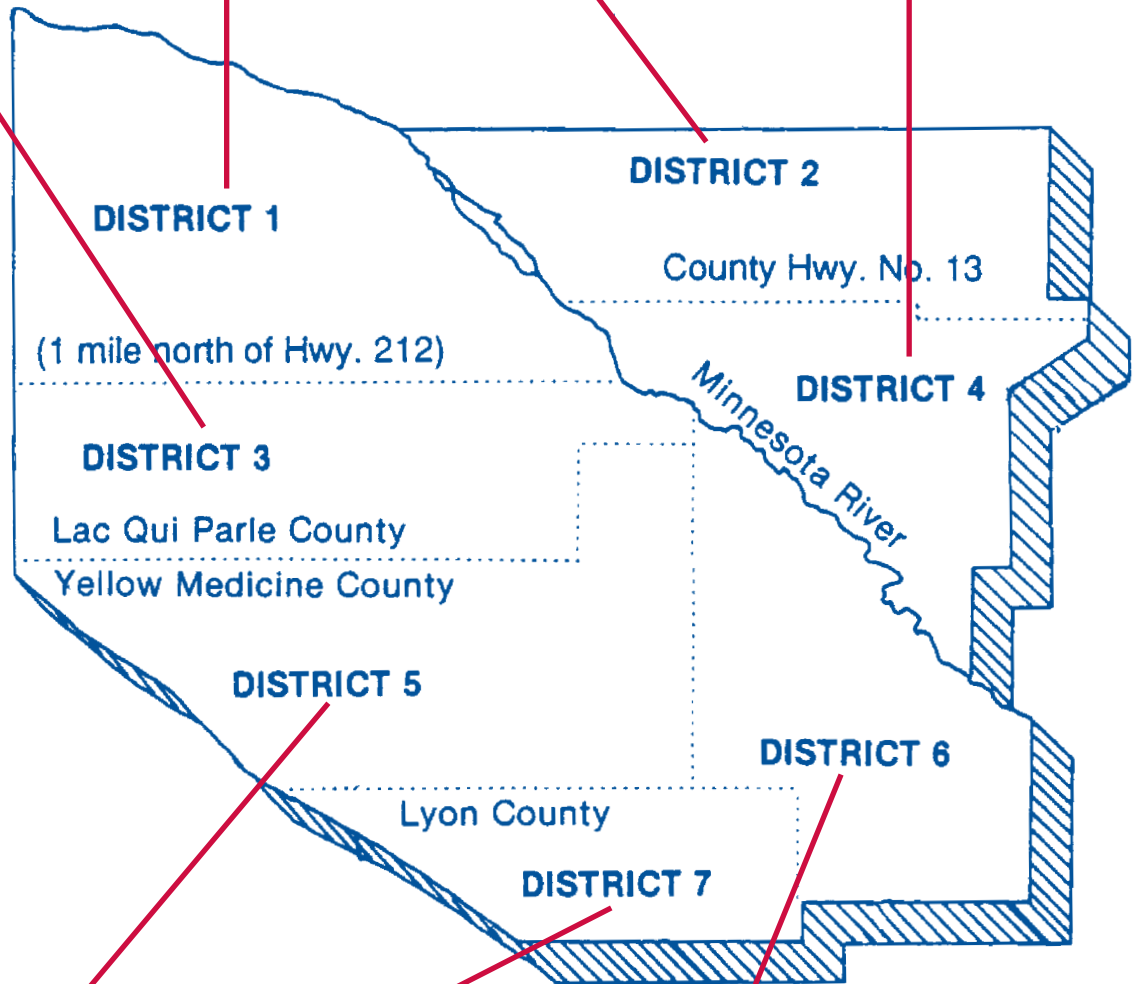 DISTRICT 2
DISTRICT 1
County Hwy. No. 13
(1 mile north of Hwy. 212)
Minnesota River
DISTRICT 4
DISTRICT 3
Lac Qui Parle County
Yellow Medicine County
DISTRICT 5
DISTRICT 6
Lyon County
DISTRICT 7